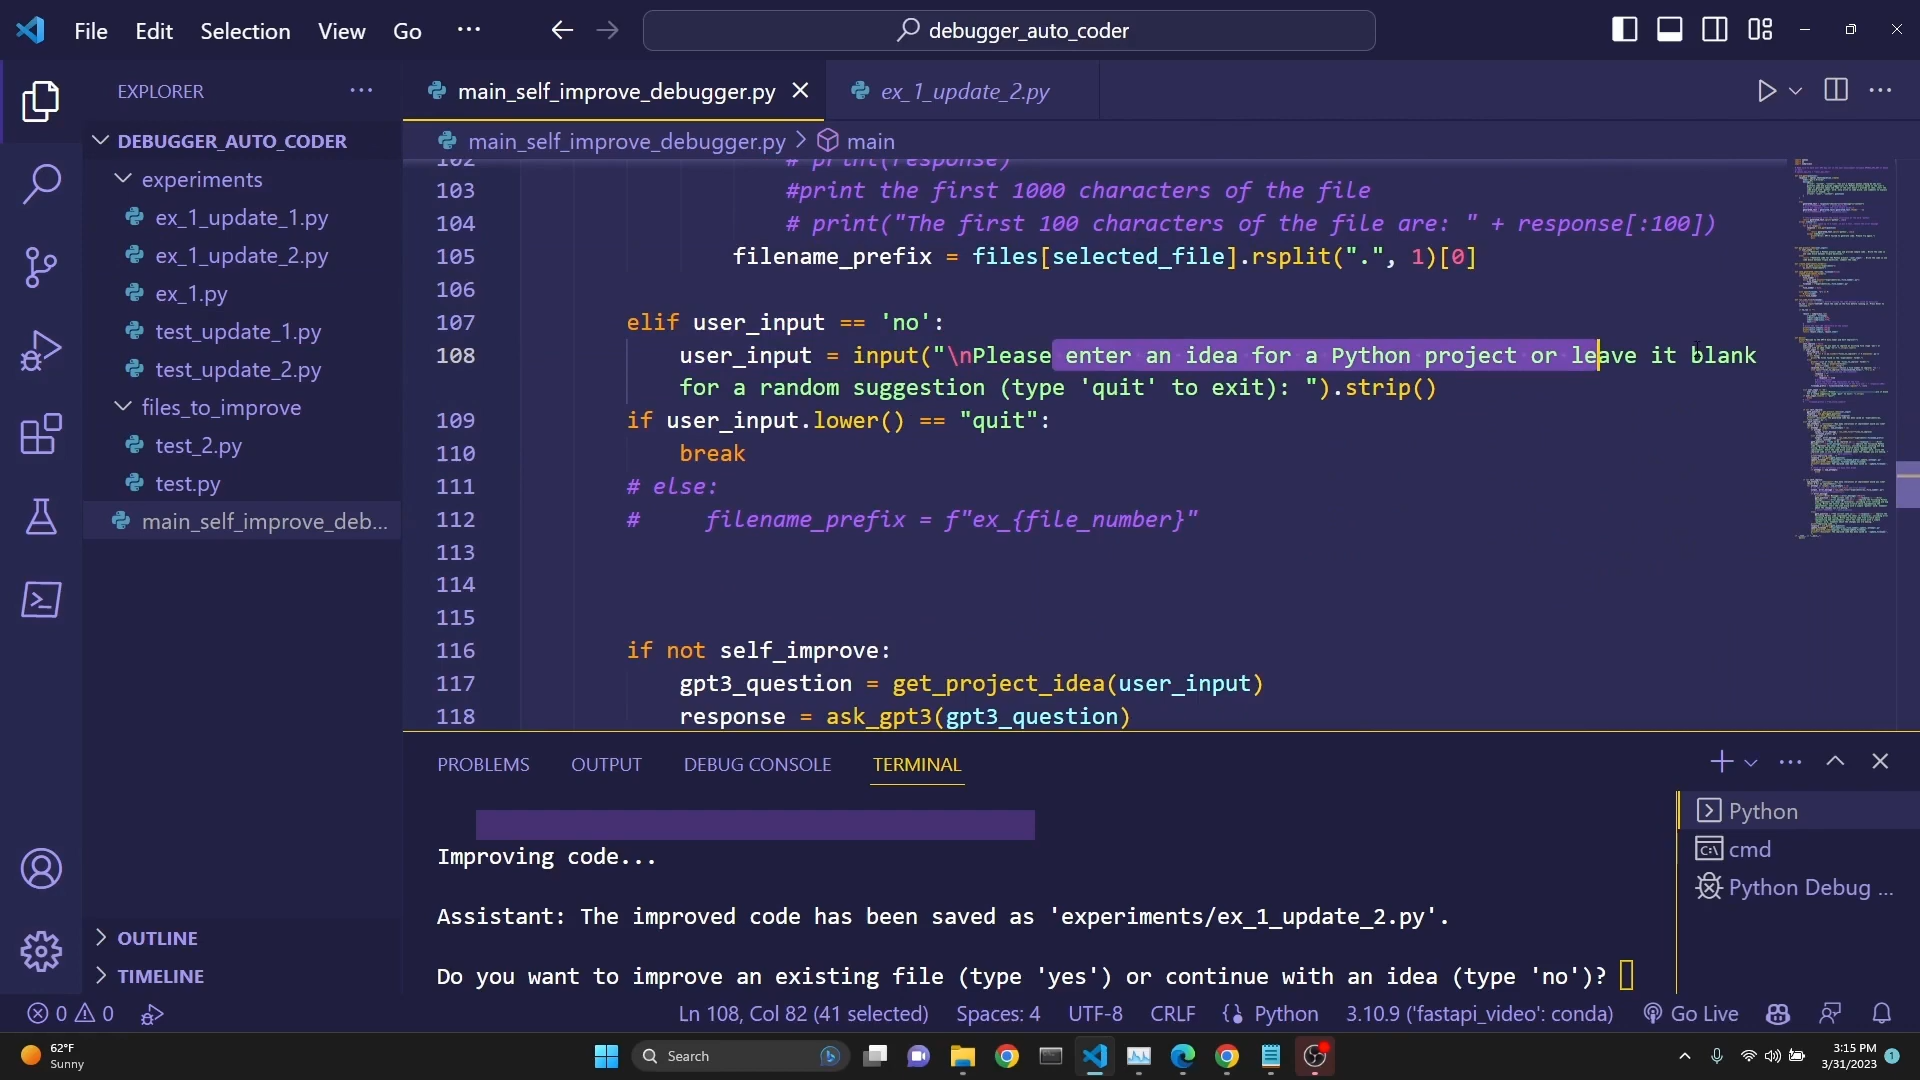 File Edit Selection View Go ··· debugger_auto_coder
EXPLORER ···
main_self_improve_debugger.py
ex_1_update_2.py
DEBUGGER_AUTO_CODER
experiments
ex_1_update_1.py
ex_1_update_2.py
ex_1.py
test_update_1.py
test_update_2.py
files_to_improve
test_2.py
test.py
main_self_improve_deb...
OUTLINE
TIMELINE
main_self_improve_debugger.py > main
102 # print(response)
103 #print the first 1000 characters of the file
104 # print("The first 100 characters of the file are: " + response[:100])
105 filename_prefix = files[selected_file].rsplit(".", 1)[0]
106
107 elif user_input == 'no':
108 user_input = input("\nPlease enter an idea for a Python project or leave it blank
for a random suggestion (type 'quit' to exit): ").strip()
109 if user_input.lower() == "quit":
110 break
111 # else:
112 # filename_prefix = f"ex_{file_number}"
113
114
115
116 if not self_improve:
117 gpt3_question = get_project_idea(user_input)
118 response = ask_gpt3(gpt3_question)
PROBLEMS OUTPUT DEBUG CONSOLE TERMINAL
Improving code...
Assistant: The improved code has been saved as 'experiments/ex_1_update_2.py'.
Do you want to improve an existing file (type 'yes') or continue with an idea (type 'no')?
Python
cmd
Python Debug ...
0 0 Ln 108, Col 82 (41 selected) Spaces: 4 UTF-8 CRLF Python 3.10.9 ('fastapi_video': conda) Go Live
62°F
Sunny
Search
3:15 PM
3/31/2023
1